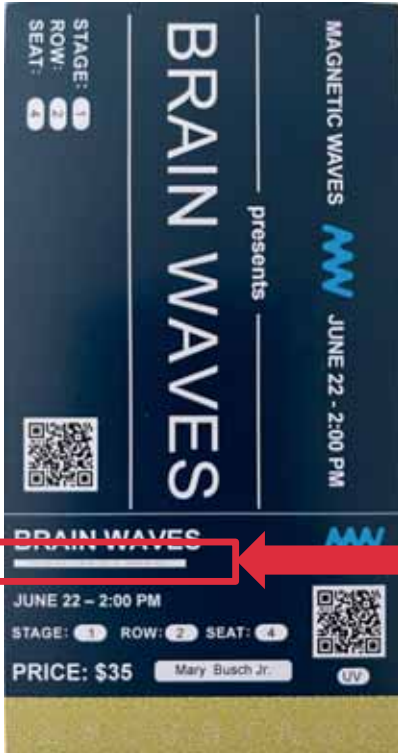 MAGNETIC WAVES JUNE 22 - 2:00 PM
presents
BRAIN WAVES
STAGE: 1
ROW: 2
SEAT: 4
BRAIN WAVES
JUNE 22 – 2:00 PM
STAGE: 1 ROW: 2 SEAT: 4
PRICE: $35 Mary Busch Jr.
UV